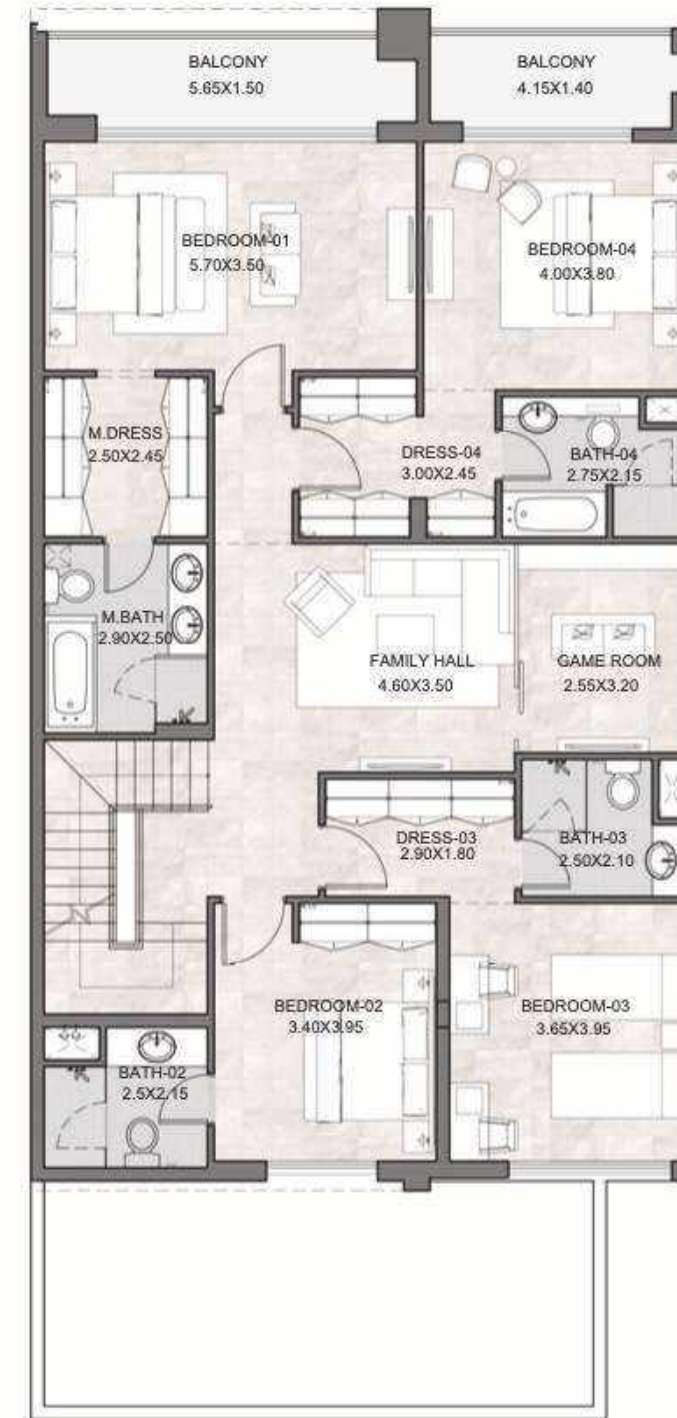 BALCONY
5.65X1.50
BALCONY
4.15X1.40
BEDROOM-01
5.70X3.50
BEDROOM-04
4.00X3.80
M.DRESS
2.50X2.45
DRESS-04
3.00X2.45
BATH-04
2.75X2.15
M.BATH
2.90X2.50
FAMILY HALL
4.60X3.50
GAME ROOM
2.55X3.20
DRESS-03
2.90X1.80
BATH-03
2.50X2.10
BEDROOM-02
3.40X3.95
BEDROOM-03
3.65X3.95
BATH-02
2.5X2.15